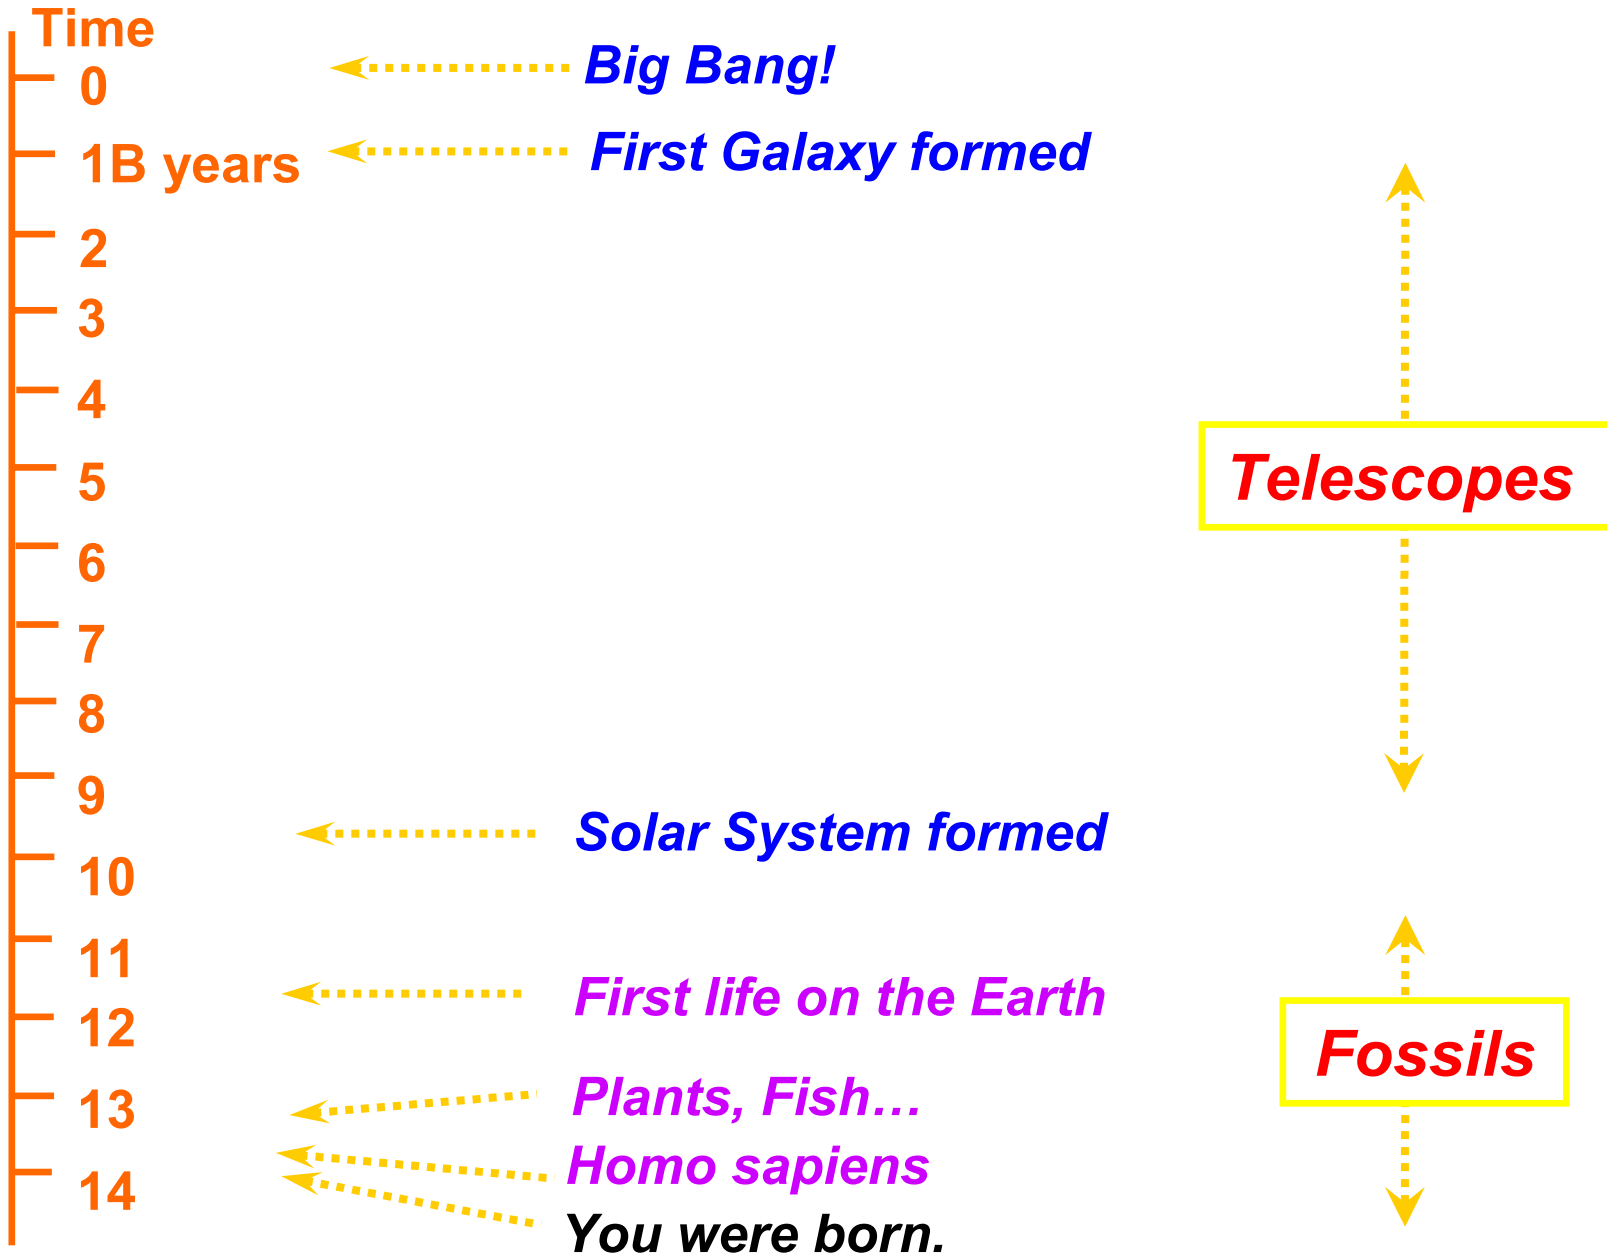 Time
0
Big Bang!
1B years
First Galaxy formed
2
3
4
5
Telescopes
6
7
8
9
Solar System formed
10
11
First life on the Earth
12
Fossils
13
Plants, Fish…
Homo sapiens
14
You were born.